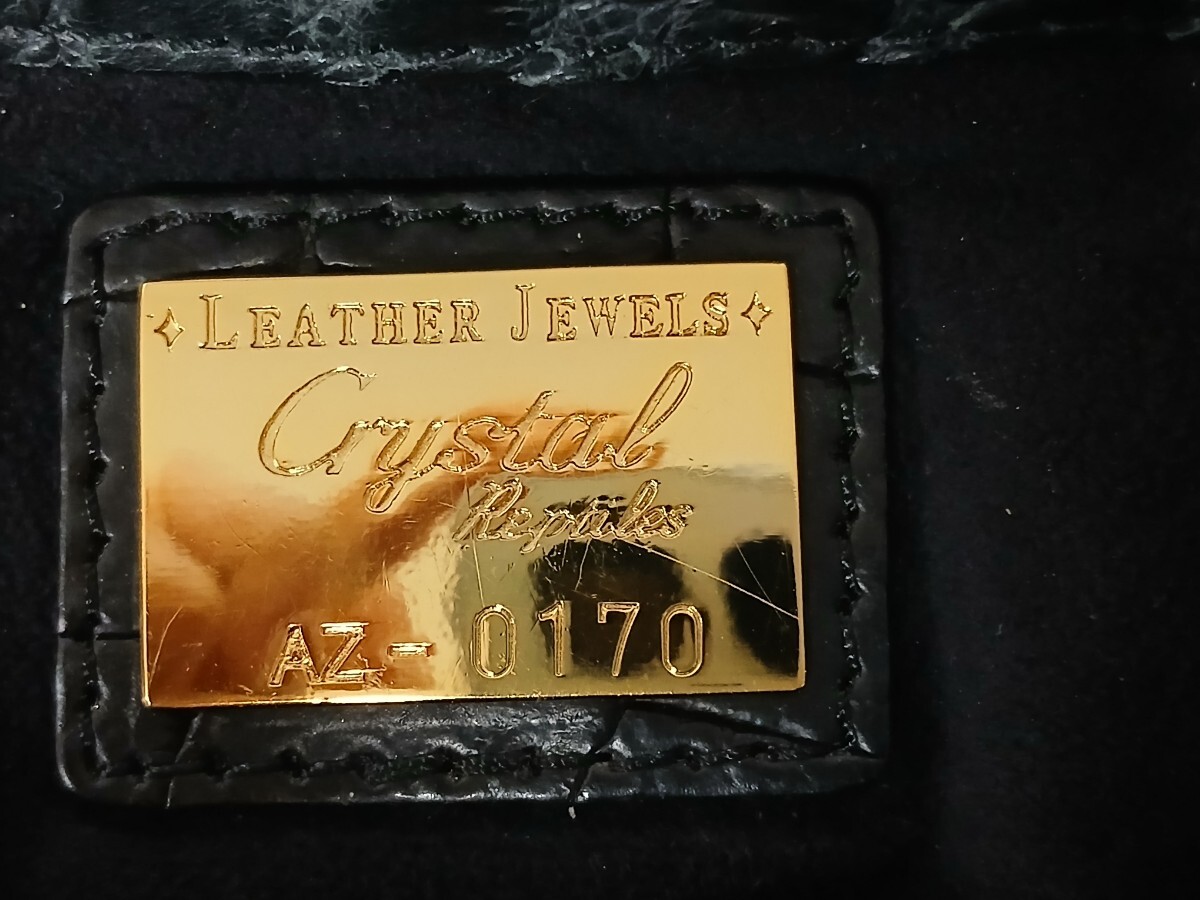 LEATHER JEWELS
Crystal
Reptiles
AZ-0170